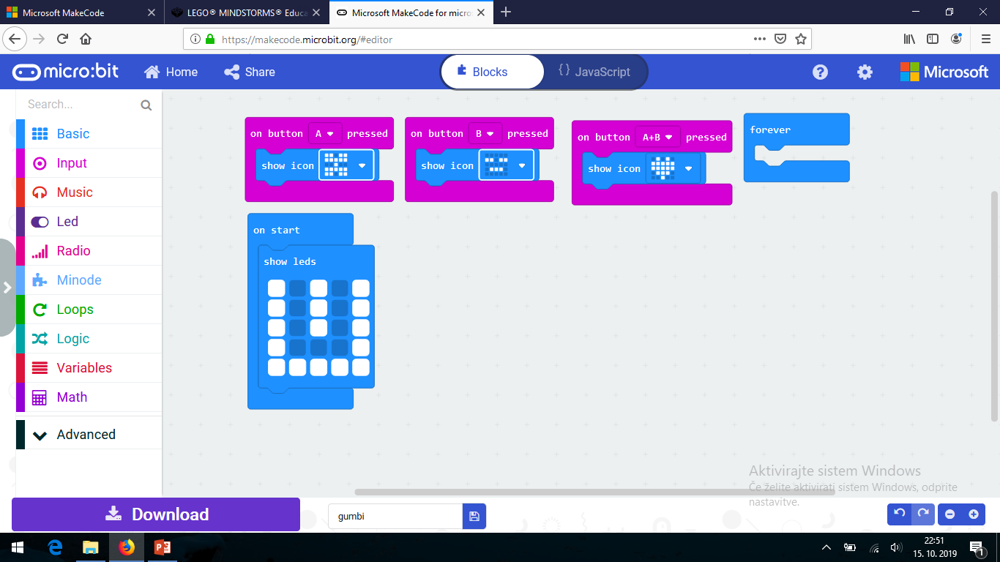 Microsoft MakeCode
LEGO® MINDSTORMS® Educa
Microsoft MakeCode for micro
https://makecode.microbit.org/#editor
micro:bit
Home
Share
Blocks
{} JavaScript
Microsoft
Search...
Basic
Input
Music
Led
Radio
Minode
Loops
Logic
Variables
Math
Advanced
on button A pressed
show icon
on button B pressed
show icon
on button A+B pressed
show icon
forever
on start
show leds
Aktivirajte sistem Windows
Če želite aktivirati sistem Windows, odprite
nastavitve.
Download
gumbi
22:51
15. 10. 2019
1